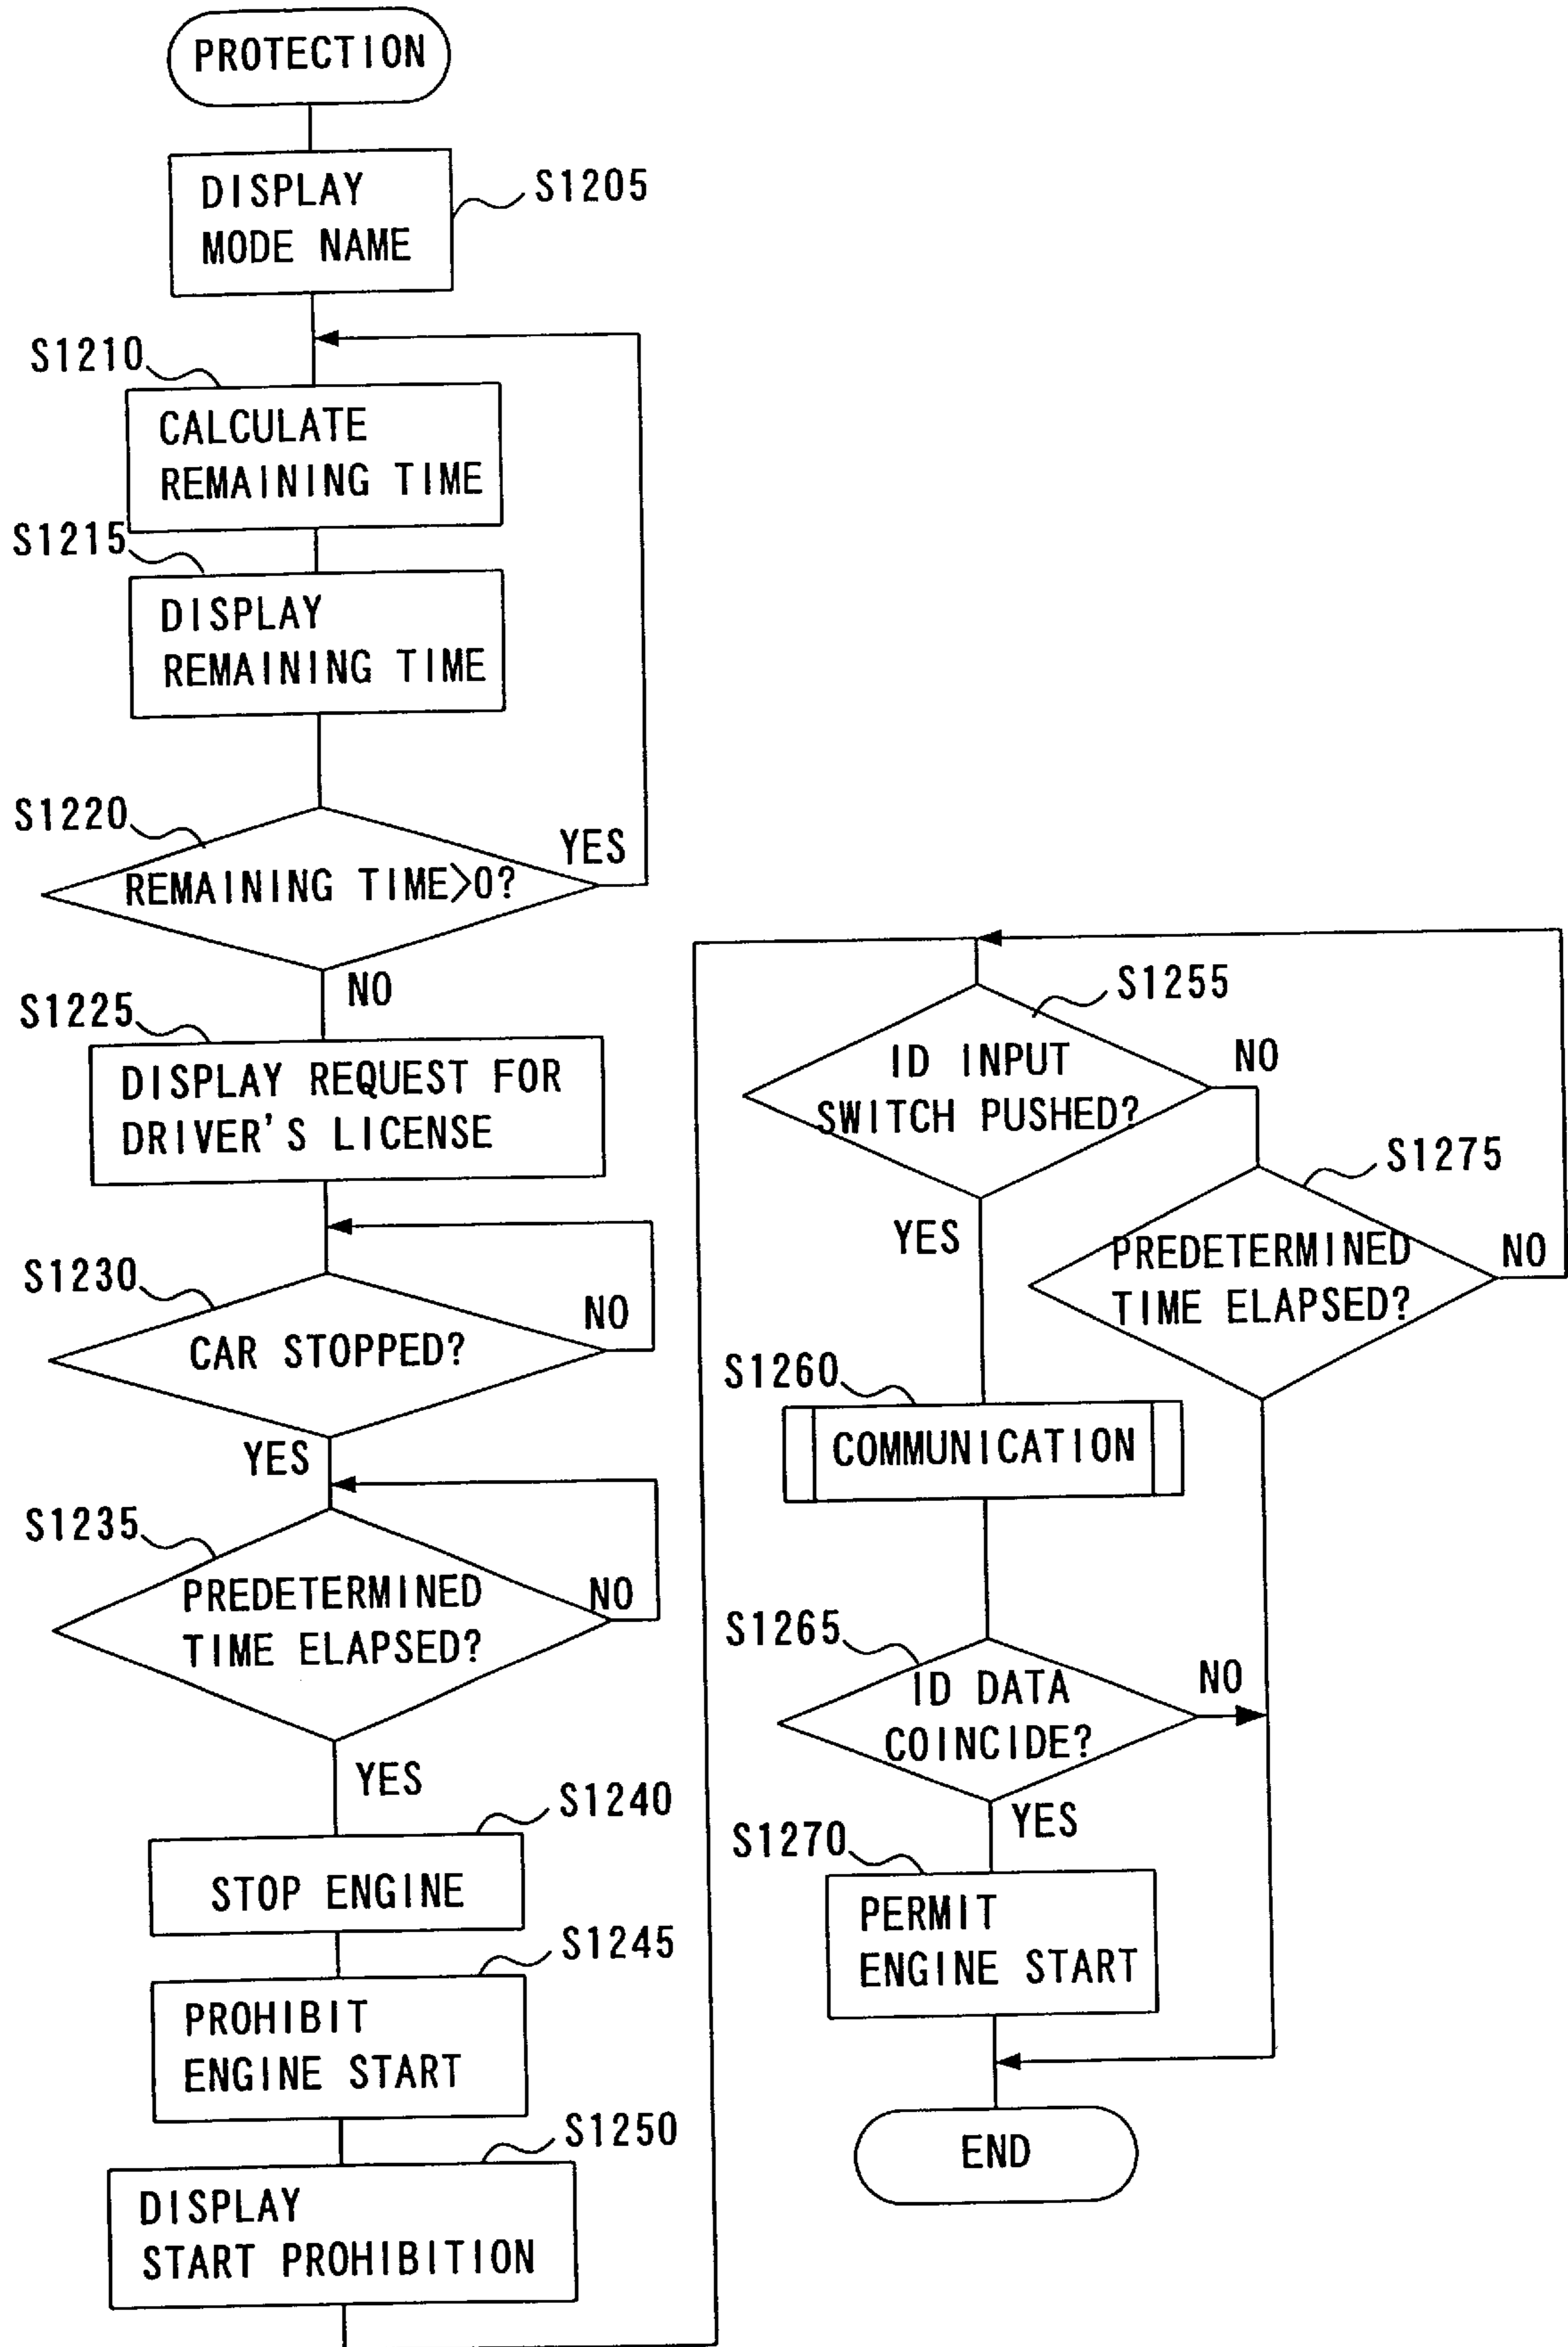 PROTECTION
DISPLAY
MODE NAME
S1205
S1210
CALCULATE
REMAINING TIME
S1215
DISPLAY
REMAINING TIME
S1220
REMAINING TIME>0?
YES
NO
S1225
DISPLAY REQUEST FOR
DRIVER'S LICENSE
S1230
CAR STOPPED?
NO
YES
S1235
PREDETERMINED
TIME ELAPSED?
NO
YES
S1240
STOP ENGINE
S1245
PROHIBIT
ENGINE START
S1250
DISPLAY
START PROHIBITION
S1255
ID INPUT
SWITCH PUSHED?
NO
YES
S1275
PREDETERMINED
TIME ELAPSED?
NO
S1260
COMMUNICATION
S1265
ID DATA
COINCIDE?
NO
YES
S1270
PERMIT
ENGINE START
END